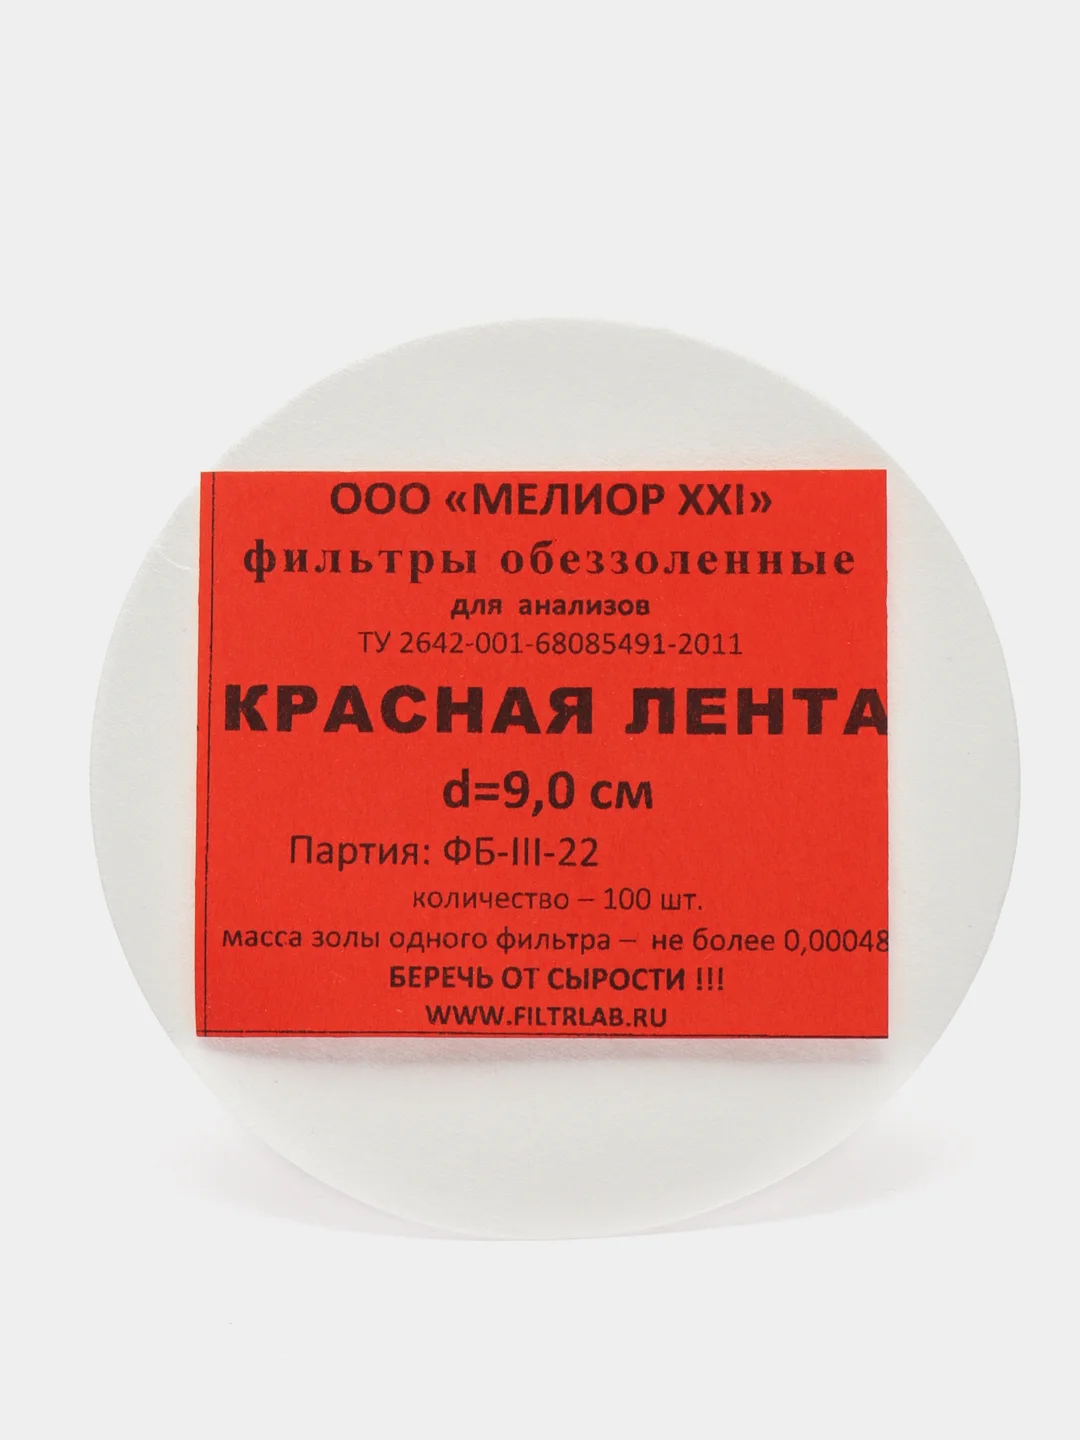 ООО «МЕЛИОР XXI»
фильтры обеззоленные
для анализов
ТУ 2642-001-68085491-2011
КРАСНАЯ ЛЕНТА
d=9,0 см
Партия: ФБ-III-22
количество – 100 шт.
масса золы одного фильтра – не более 0,00048
БЕРЕЧЬ ОТ СЫРОСТИ !!!
WWW.FILTRLAB.RU